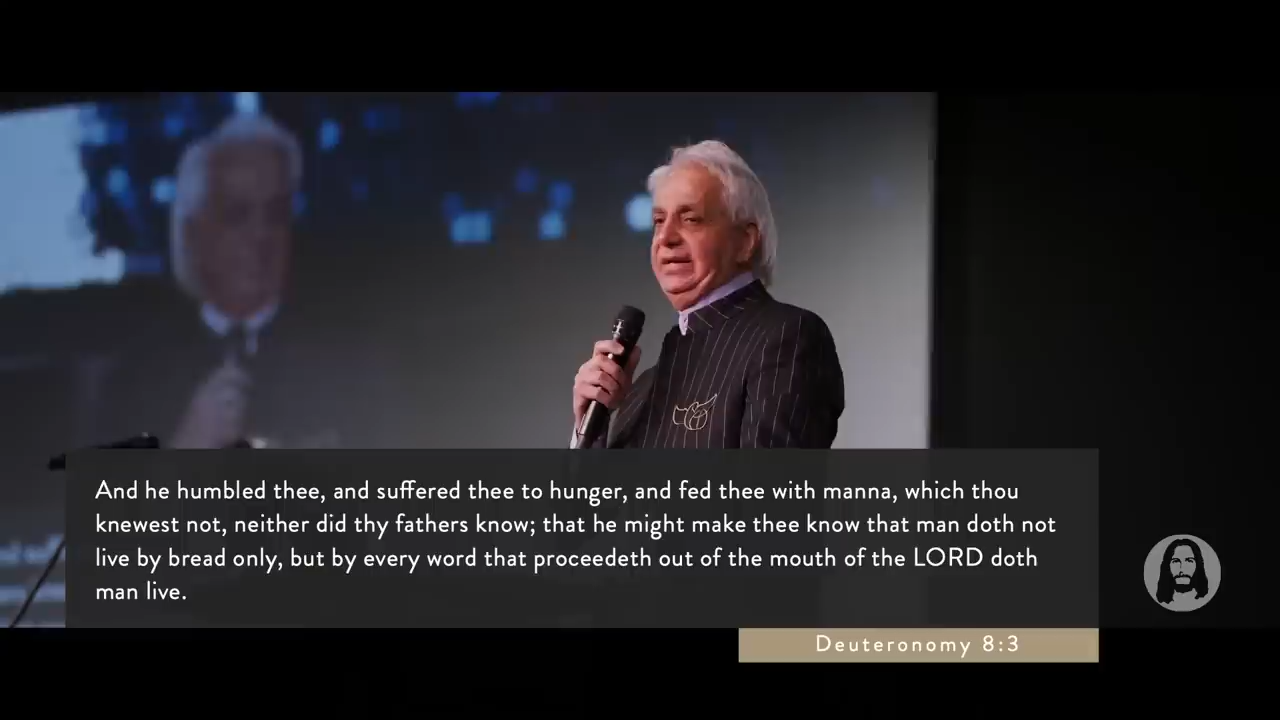 And he humbled thee, and suffered thee to hunger, and fed thee with manna, which thou
knewest not, neither did thy fathers know; that he might make thee know that man doth not
live by bread only, but by every word that proceedeth out of the mouth of the LORD doth
man live.
Deuteronomy 8:3